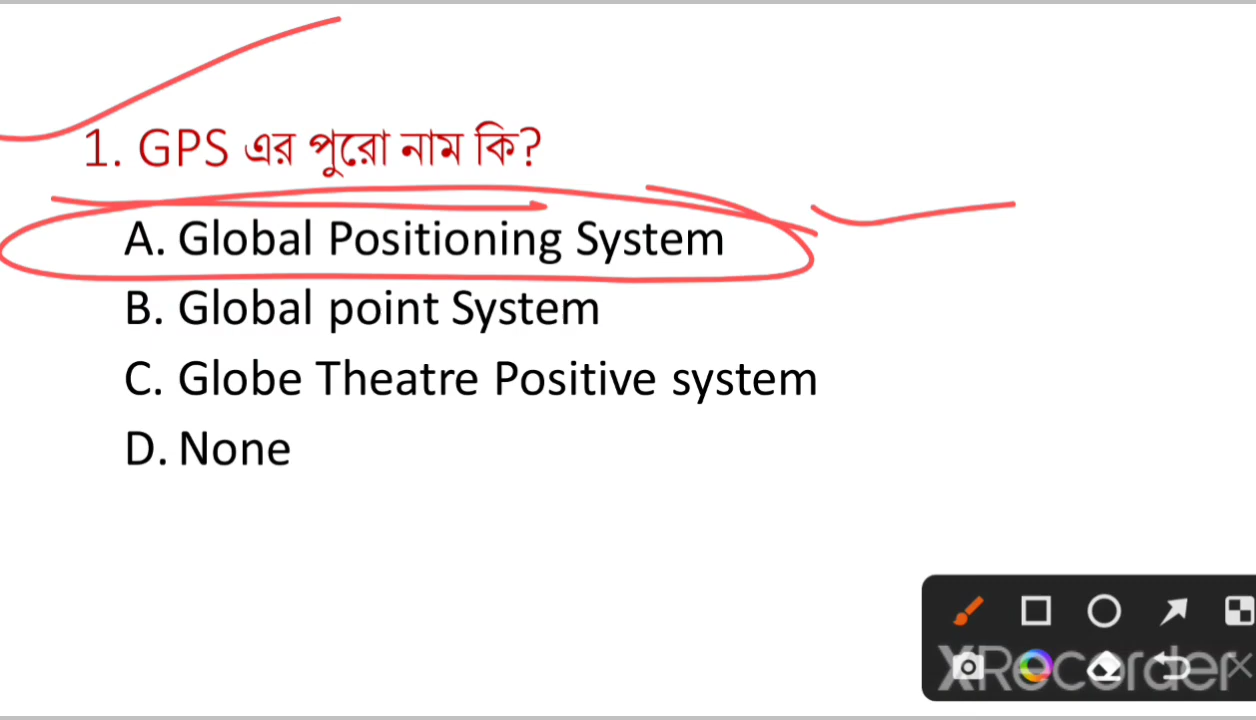 1. GPS এর পুরো নাম কি?
A. Global Positioning System
B. Global point System
C. Globe Theatre Positive system
D. None
XRecorder